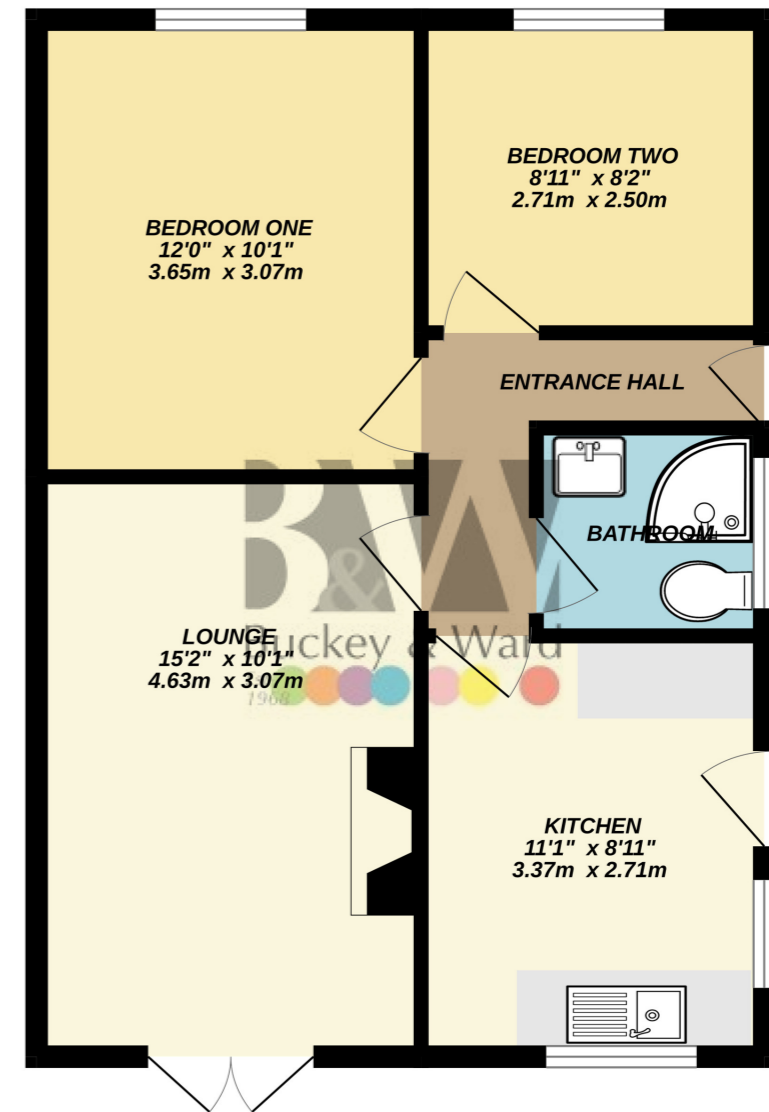 BEDROOM TWO
8'11" x 8'2"
2.71m x 2.50m
BEDROOM ONE
12'0" x 10'1"
3.65m x 3.07m
ENTRANCE HALL
B&W
BATHROOM
LOUNGE
15'2" x 10'1"
4.63m x 3.07m
Buckey & Ward
1968
KITCHEN
11'1" x 8'11"
3.37m x 2.71m